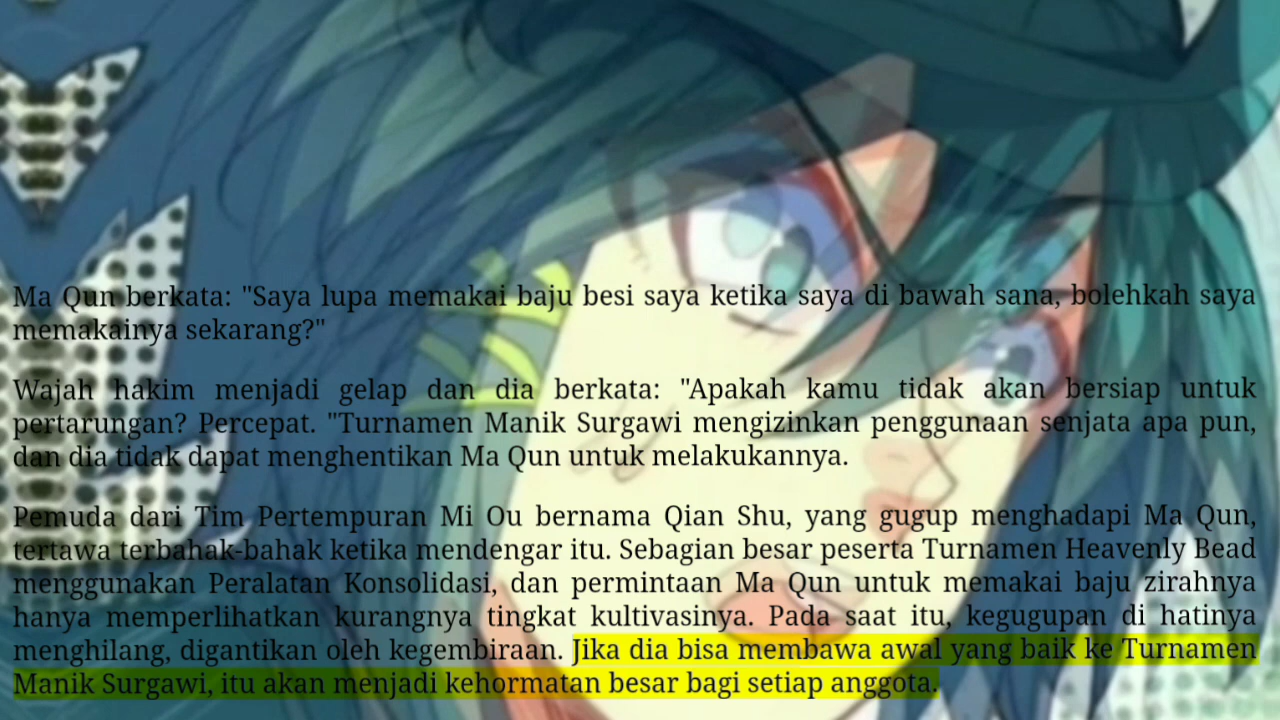 Ma Qun berkata: "Saya lupa memakai baju besi saya ketika saya di bawah sana, bolehkah saya
memakainya sekarang?"
Wajah hakim menjadi gelap dan dia berkata: "Apakah kamu tidak akan bersiap untuk
pertarungan? Percepat. "Turnamen Manik Surgawi mengizinkan penggunaan senjata apa pun,
dan dia tidak dapat menghentikan Ma Qun untuk melakukannya.
Pemuda dari Tim Pertempuran Mi Ou bernama Qian Shu, yang gugup menghadapi Ma Qun,
tertawa terbahak-bahak ketika mendengar itu. Sebagian besar peserta Turnamen Heavenly Bead
menggunakan Peralatan Konsolidasi, dan permintaan Ma Qun untuk memakai baju zirahnya
hanya memperlihatkan kurangnya tingkat kultivasinya. Pada saat itu, kegugupan di hatinya
menghilang, digantikan oleh kegembiraan. Jika dia bisa membawa awal yang baik ke Turnamen
Manik Surgawi, itu akan menjadi kehormatan besar bagi setiap anggota.